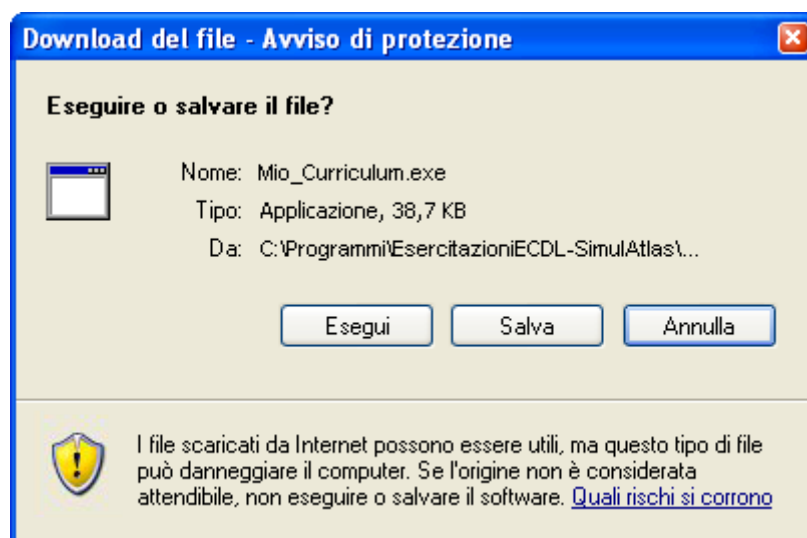 Download del file - Avviso di protezione
Eseguire o salvare il file?
Nome: Mio_Curriculum.exe
Tipo: Applicazione, 38,7 KB
Da: C:\Programmi\EsercitazioniECDL-SimulAtlas\...
Esegui Salva Annulla
I file scaricati da Internet possono essere utili, ma questo tipo di file
può danneggiare il computer. Se l'origine non è considerata
attendibile, non eseguire o salvare il software. Quali rischi si corrono